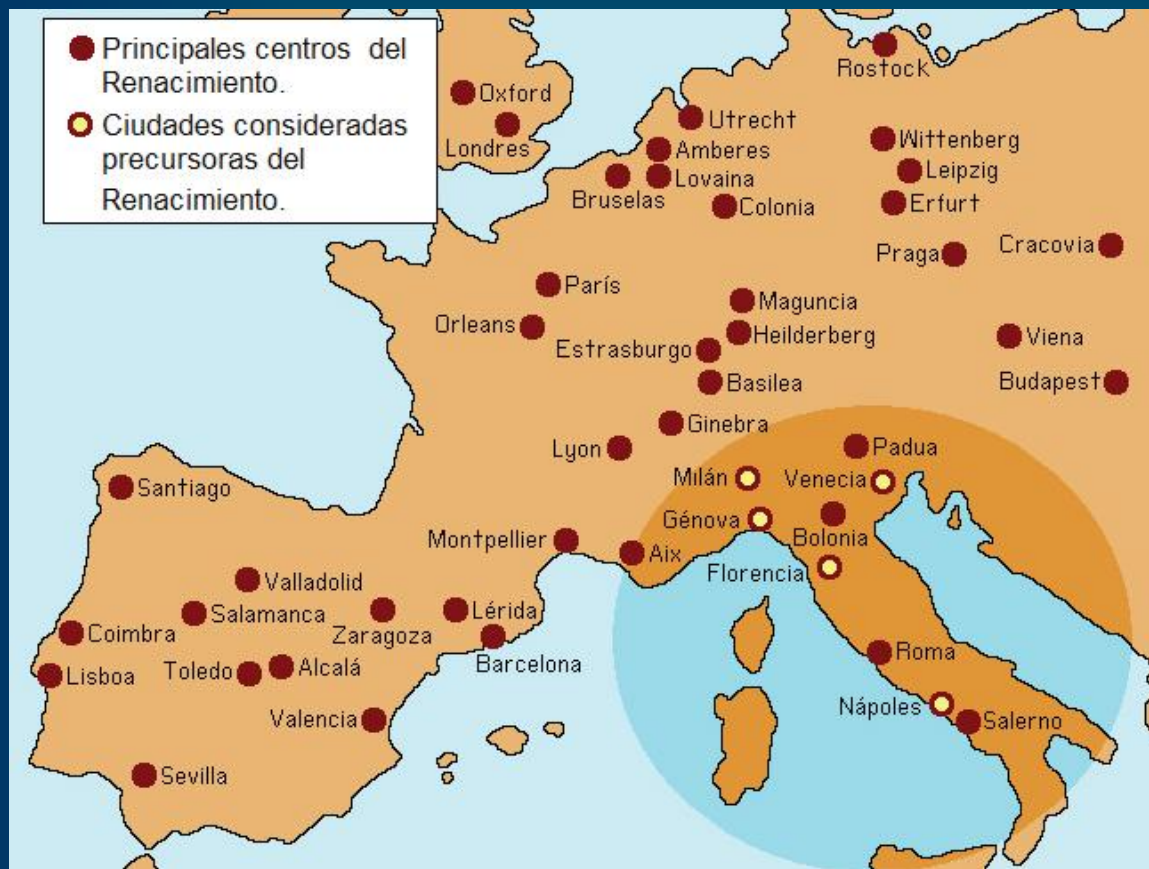 Principales centros del
Renacimiento.
Ciudades consideradas
precursoras del
Renacimiento.
Rostock
Oxford
Londres
Utrecht
Amberes
Lovaina
Bruselas
Colonia
Wittenberg
Leipzig
Erfurt
Praga
Cracovia
París
Orleans
Maguncia
Heilderberg
Estrasburgo
Basilea
Viena
Budapest
Ginebra
Lyon
Padua
Milán
Venecia
Génova
Bolonia
Florencia
Santiago
Montpellier
Aix
Valladolid
Salamanca
Zaragoza
Lérida
Barcelona
Coimbra
Lisboa
Toledo
Alcalá
Roma
Valencia
Nápoles
Salerno
Sevilla